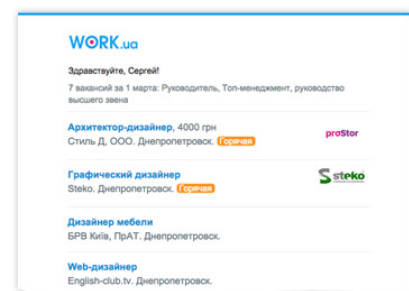 WORK.ua
Здравствуйте, Сергей!
7 вакансий за 1 марта: Руководитель, Топ-менеджмент, руководство
высшего звена
Архитектор-дизайнер, 4000 грн
Стиль Д, ООО. Днепропетровск. Горячая
proStor
Графический дизайнер
Steko. Днепропетровск. Горячая
steko
Дизайнер мебели
БРВ Київ, ПрАТ. Днепропетровск.
Web-дизайнер
English-club.tv. Днепропетровск.